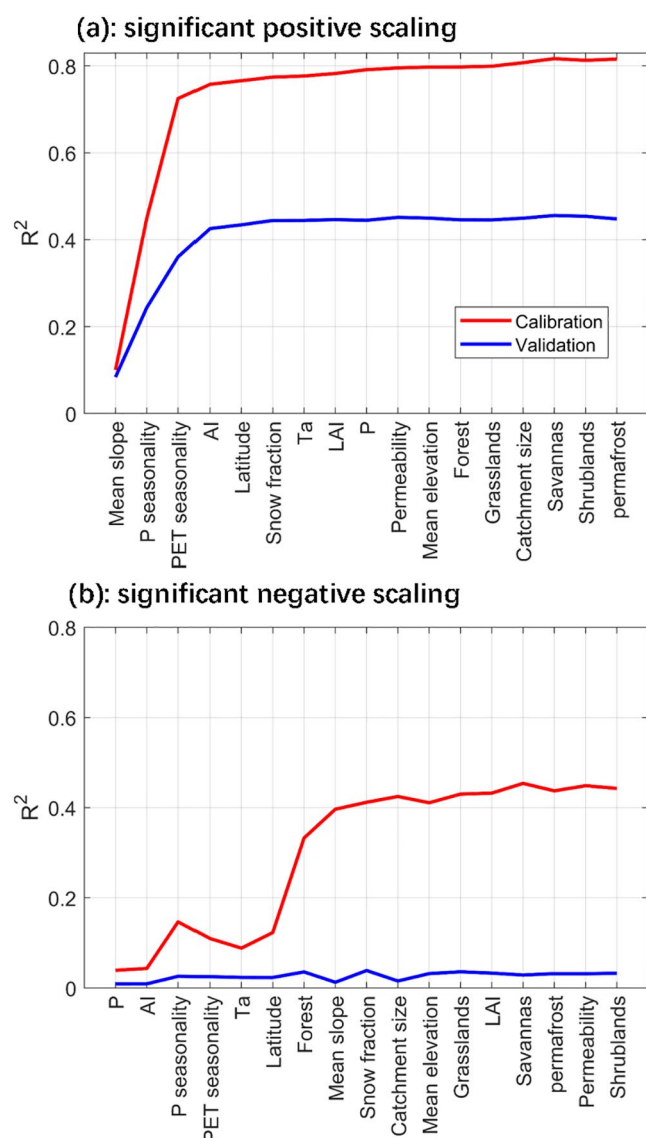 (a): significant positive scaling
0.8
0.6
0.4
0.2
0
R2
Calibration
Validation
Mean slope
P seasonality
PET seasonality
AI
Latitude
Snow fraction
Ta
LAI
P
Permeability
Mean elevation
Forest
Grasslands
Catchment size
Savannas
Shrublands
permafrost
(b): significant negative scaling
0.8
0.6
0.4
0.2
0
R2
P
AI
P seasonality
PET seasonality
Ta
Latitude
Forest
Mean slope
Snow fraction
Catchment size
Mean elevation
Grasslands
LAI
Savannas
permafrost
Permeability
Shrublands